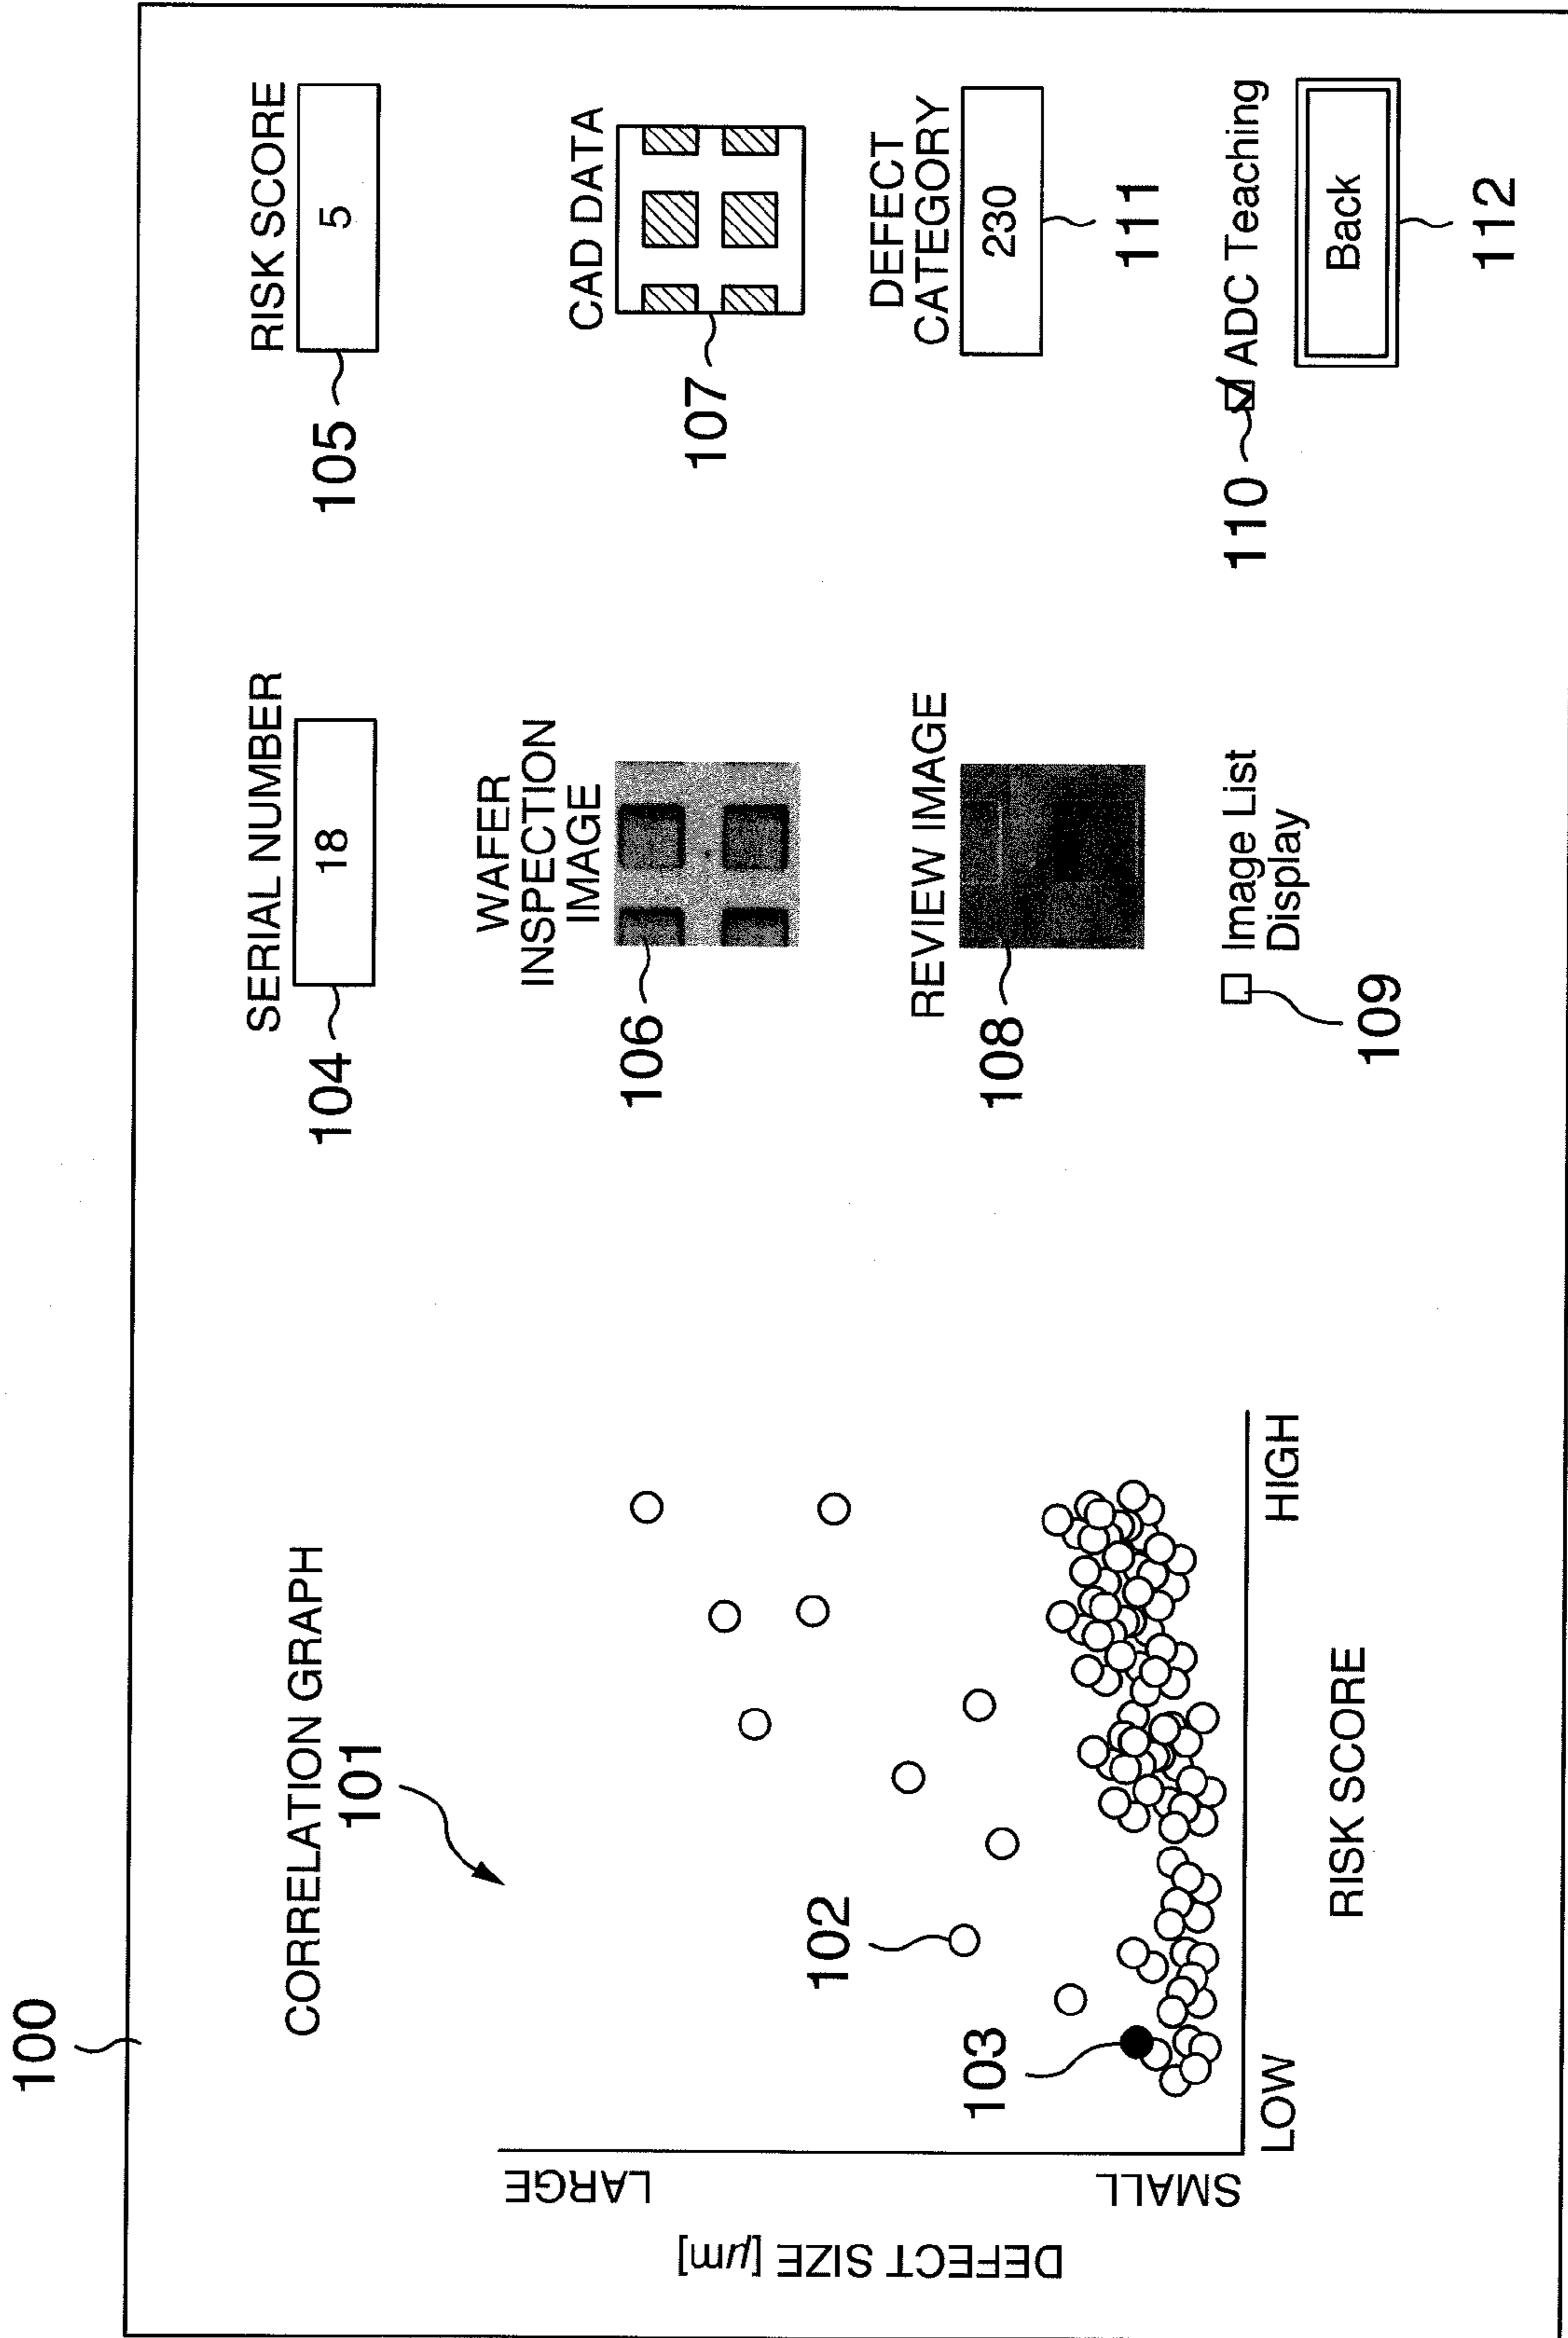 100
CORRELATION GRAPH
101
102
103
LARGE
SMALL
DEFECT SIZE [μm]
LOW
HIGH
RISK SCORE
SERIAL NUMBER
18
104
RISK SCORE
5
105
WAFER
INSPECTION
IMAGE
106
CAD DATA
107
REVIEW IMAGE
108
DEFECT
CATEGORY
230
111
Image List
Display
109
110
ADC Teaching
Back
112